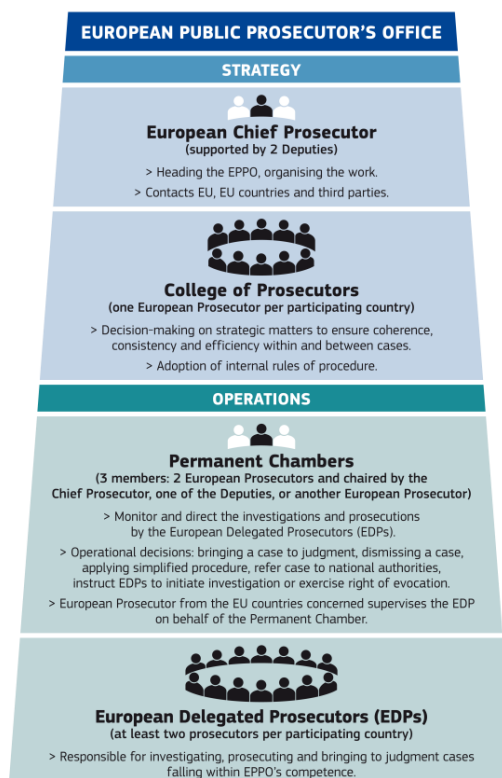 EUROPEAN PUBLIC PROSECUTOR'S OFFICE
STRATEGY
European Chief Prosecutor
(supported by 2 Deputies)
> Heading the EPPO, organising the work.
> Contacts EU, EU countries and third parties.
College of Prosecutors
(one European Prosecutor per participating country)
> Decision-making on strategic matters to ensure coherence,
consistency and efficiency within and between cases.
> Adoption of internal rules of procedure.
OPERATIONS
Permanent Chambers
(3 members: 2 European Prosecutors and chaired by the
Chief Prosecutor, one of the Deputies, or another European Prosecutor)
> Monitor and direct the investigations and prosecutions
by the European Delegated Prosecutors (EDPs).
> Operational decisions: bringing a case to judgment, dismissing a case,
applying simplified procedure, refer case to national authorities,
instruct EDPs to initiate investigation or exercise right of evocation.
> European Prosecutor from the EU countries concerned supervises the EDP
on behalf of the Permanent Chamber.
European Delegated Prosecutors (EDPs)
(at least two prosecutors per participating country)
> Responsible for investigating, prosecuting and bringing to judgment cases
falling within EPPO's competence.